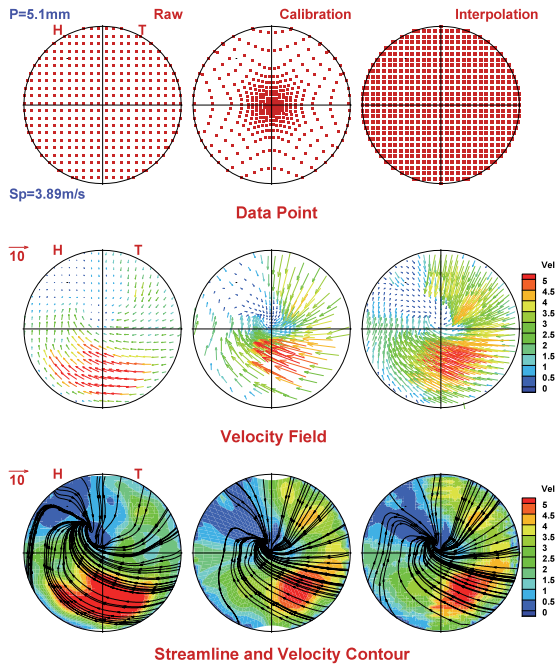 P=5.1mm Raw Calibration Interpolation
H T
Sp=3.89m/s
Data Point
10 H T
Vel
5
4.5
4
3.5
3
2.5
2
1.5
1
0.5
0
Velocity Field
10 H T
Vel
5
4.5
4
3.5
3
2.5
2
1.5
1
0.5
0
Streamline and Velocity Contour